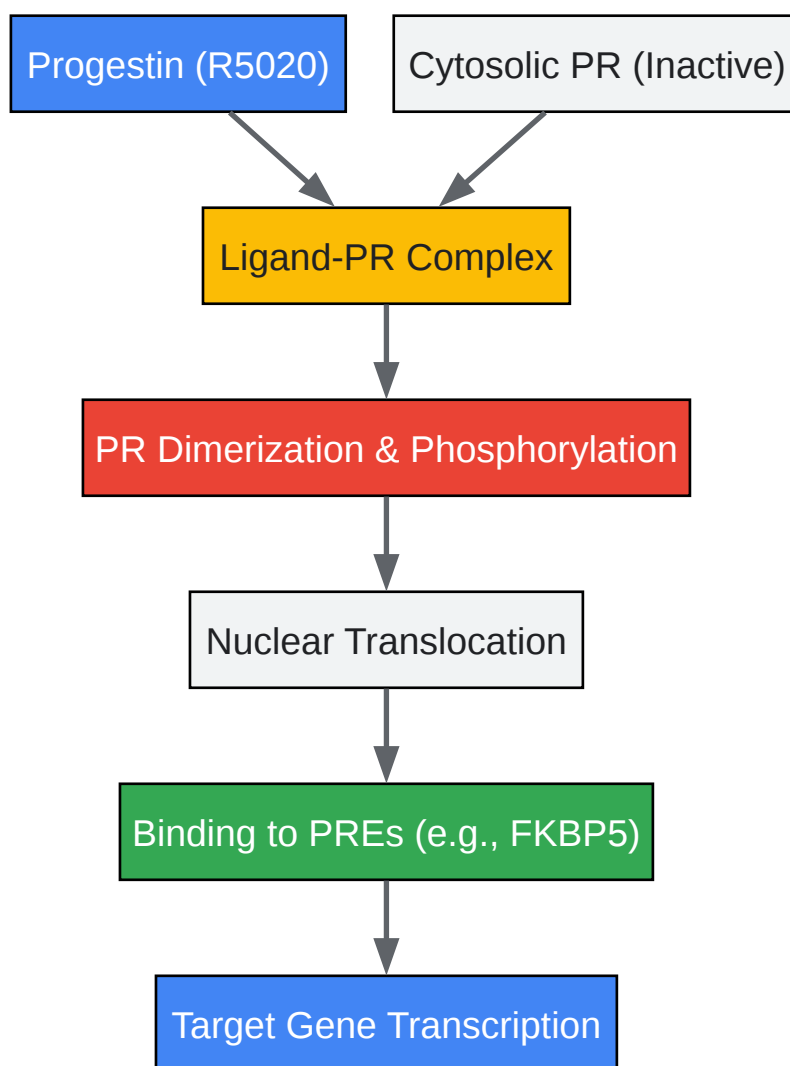 Progestin (R5020)
Cytosolic PR (Inactive)
Ligand-PR Complex
PR Dimerization & Phosphorylation
Nuclear Translocation
Binding to PREs (e.g., FKBP5)
Target Gene Transcription